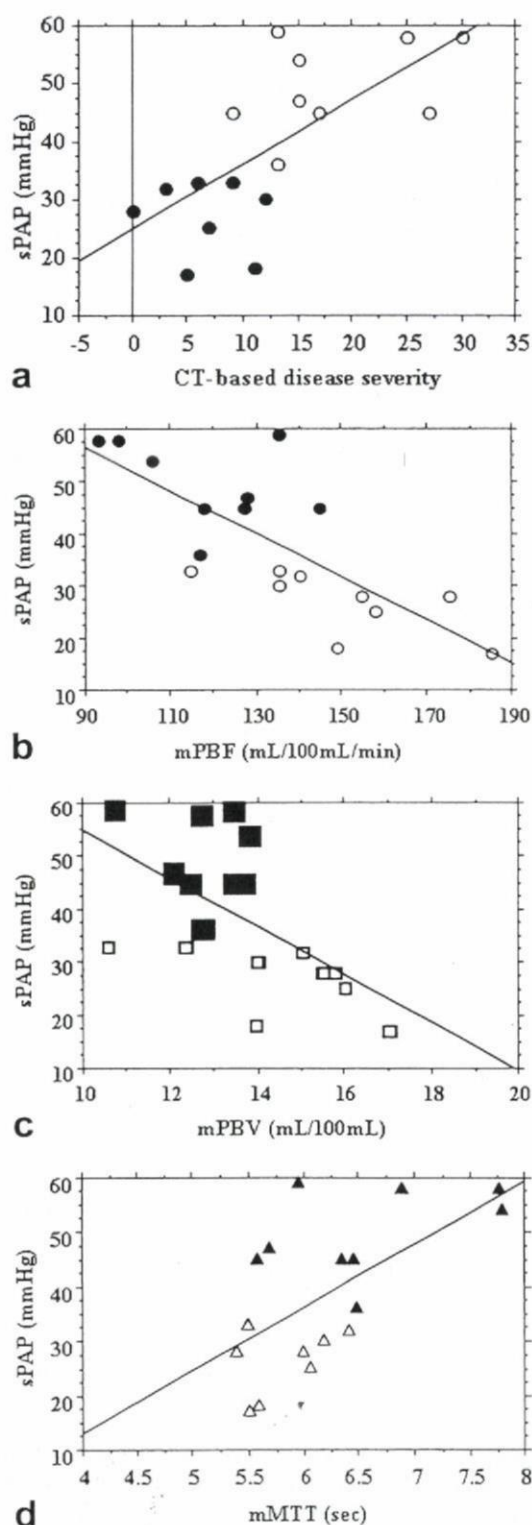 60
50
40
30
20
10
sPAP (mmHg)
-5 0 5 10 15 20 25 30 35
CT-based disease severity
a
60
50
40
30
20
10
sPAP (mmHg)
90 110 130 150 170 190
mPBF (mL/100mL/min)
b
60
50
40
30
20
10
sPAP (mmHg)
10 12 14 16 18 20
mPBV (mL/100mL)
c
60
50
40
30
20
10
sPAP (mmHg)
4 4.5 5 5.5 6 6.5 7 7.5 8
mMTT (sec)
d